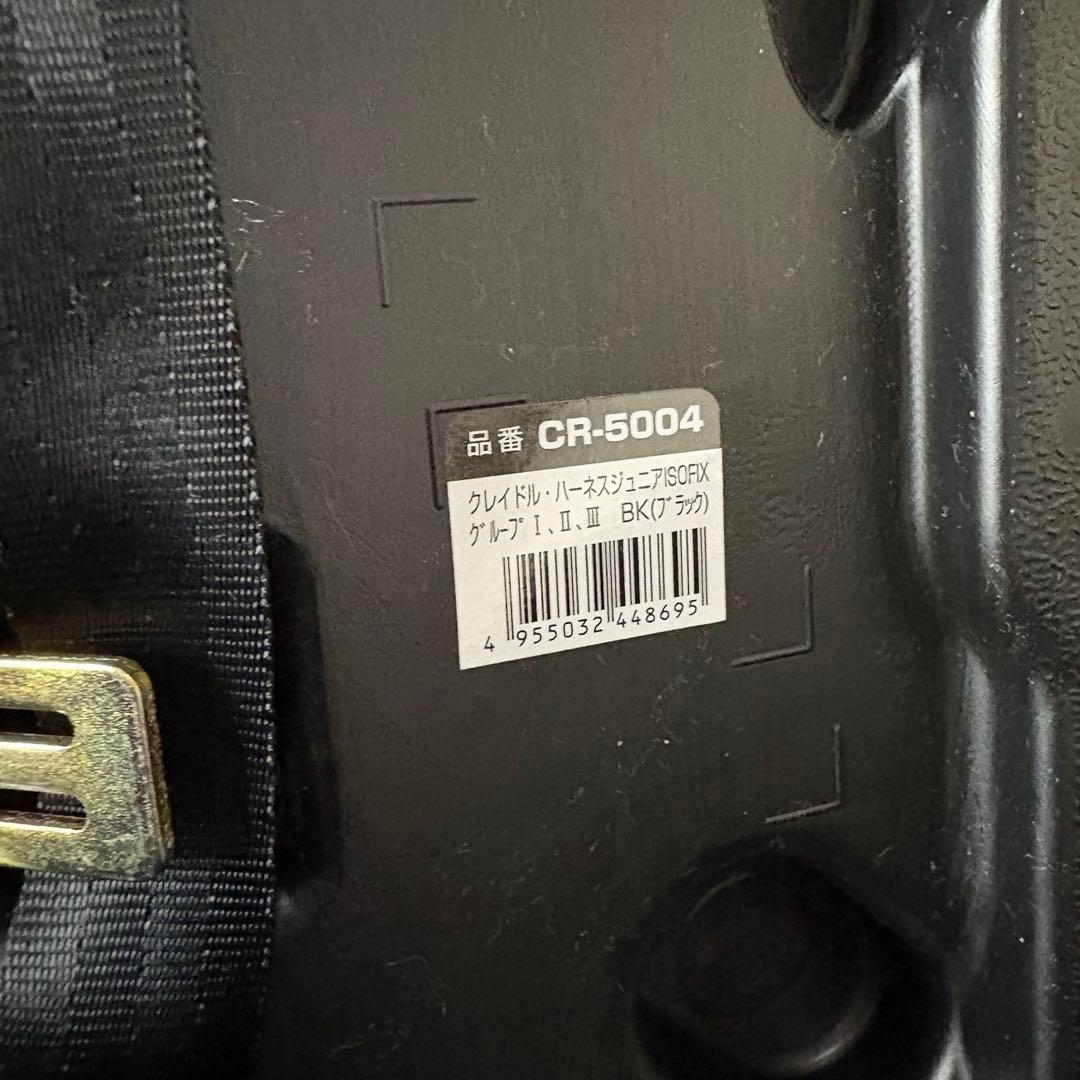 品番 CR-5004
クレイドル・ハーネスジュニアISOFIX
グループ Ⅰ、Ⅱ、Ⅲ BK(ブラック)
4 955032 448695